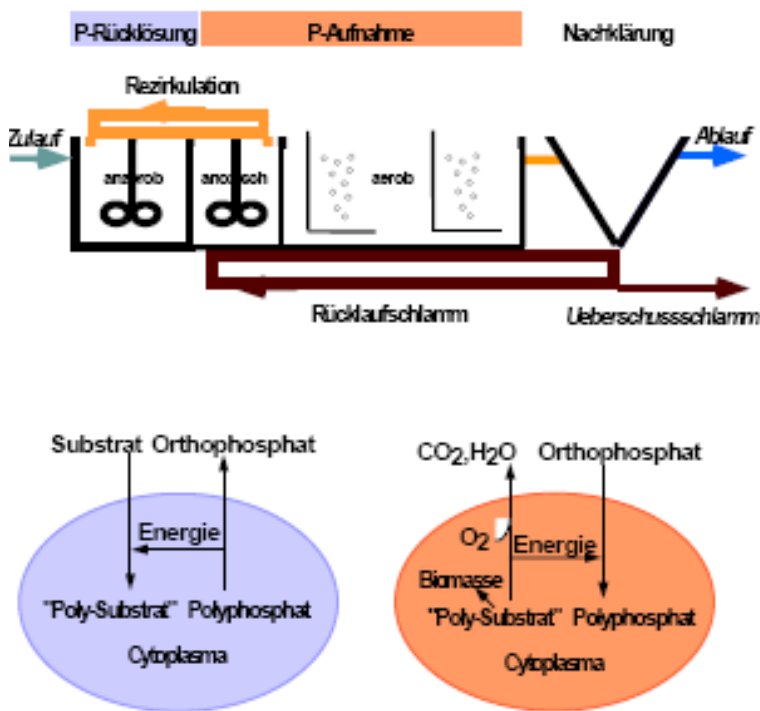 P-Rücklösung P-Aufnahme Nachklärung
Rezirkulation
Zulauf Ablauf
anaerob anoxisch aerob
Rücklaufschlamm Ueberschussschlamm
Substrat Orthophosphat
Energie
"Poly-Substrat" Polyphosphat
Cytoplasma
CO2,H2O Orthophosphat
O2 Energie
Biomasse
"Poly-Substrat" Polyphosphat
Cytoplasma